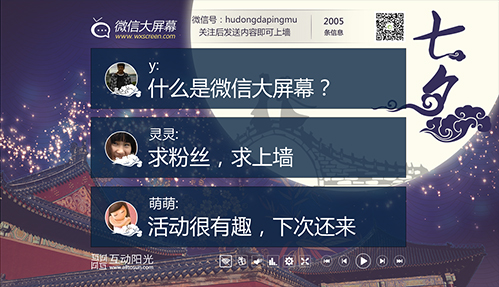 微信大屏幕
www.wxscreen.com
微信号：hudongdapingmu
关注后发送内容即可上墙
2005
条信息
七夕
y:
什么是微信大屏幕？
灵灵:
求粉丝，求上墙
萌萌:
活动很有趣，下次还来
互动阳光
www.elitosun.com